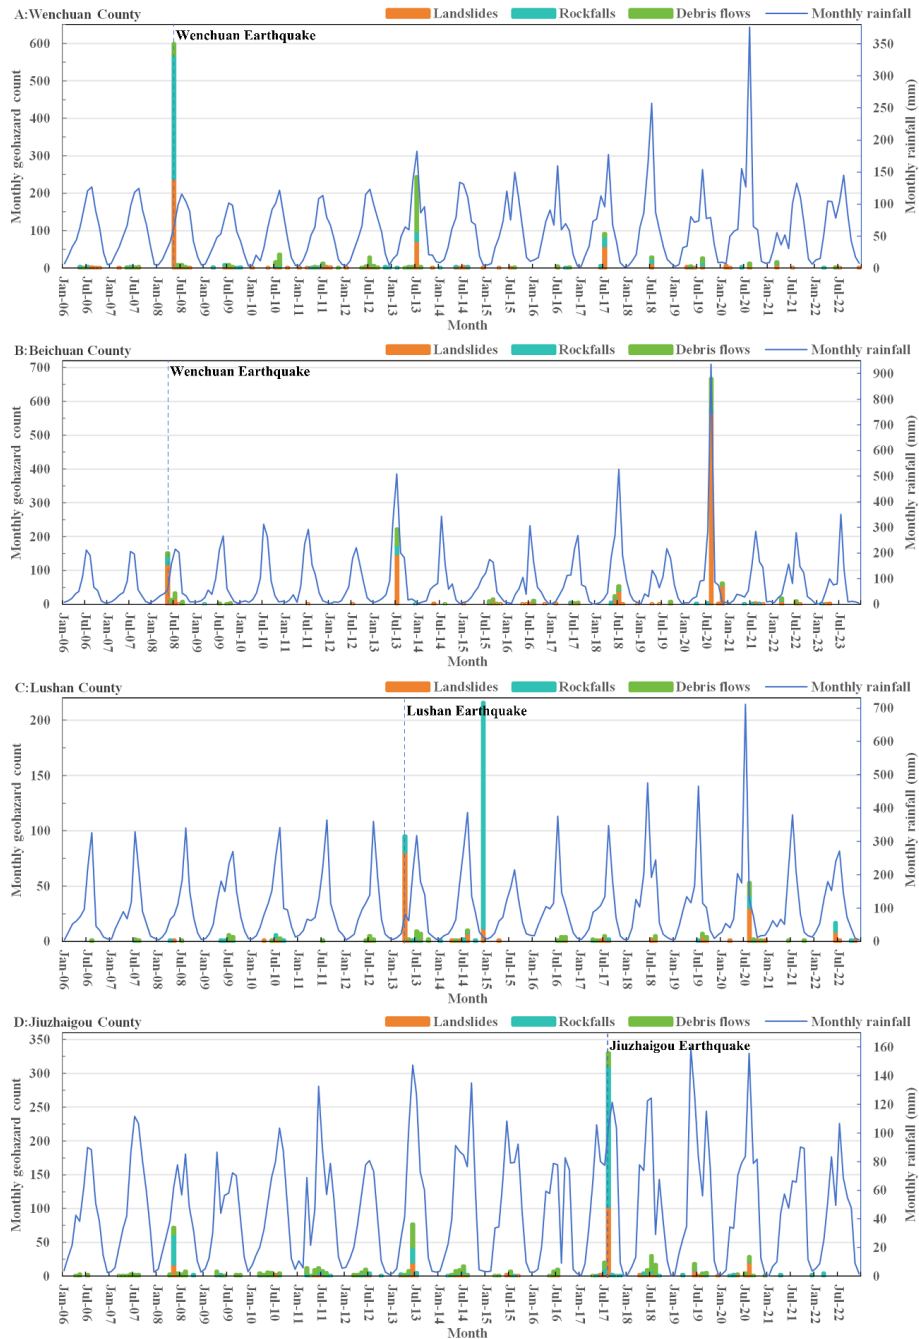 A:Wenchuan County Landslides Rockfalls Debris flows Monthly rainfall
Wenchuan Earthquake
Monthly geohazard count
600
500
400
300
200
100
0
Monthly rainfall (mm)
350
300
250
200
150
100
50
0
Jan-06 Jul-06 Jan-07 Jul-07 Jan-08 Jul-08 Jan-09 Jul-09 Jan-10 Jul-10 Jan-11 Jul-11 Jan-12 Jul-12 Jan-13 Jul-13 Jan-14 Jul-14 Jan-15 Jul-15 Jan-16 Jul-16 Jan-17 Jul-17 Jan-18 Jul-18 Jan-19 Jul-19 Jan-20 Jul-20 Jan-21 Jul-21 Jan-22 Jul-22
Month
B:Beichuan County Landslides Rockfalls Debris flows Monthly rainfall
Wenchuan Earthquake
Monthly geohazard count
700
600
500
400
300
200
100
0
Monthly rainfall (mm)
900
800
700
600
500
400
300
200
100
0
Jan-06 Jul-06 Jan-07 Jul-07 Jan-08 Jul-08 Jan-09 Jul-09 Jan-10 Jul-10 Jan-11 Jul-11 Jan-12 Jul-12 Jan-13 Jul-13 Jan-14 Jul-14 Jan-15 Jul-15 Jan-16 Jul-16 Jan-17 Jul-17 Jan-18 Jul-18 Jan-19 Jul-19 Jan-20 Jul-20 Jan-21 Jul-21 Jan-22 Jul-22 Jan-23 Jul-23
Month
C:Lushan County Landslides Rockfalls Debris flows Monthly rainfall
Lushan Earthquake
Monthly geohazard count
200
150
100
50
0
Monthly rainfall (mm)
700
600
500
400
300
200
100
0
Jan-06 Jul-06 Jan-07 Jul-07 Jan-08 Jul-08 Jan-09 Jul-09 Jan-10 Jul-10 Jan-11 Jul-11 Jan-12 Jul-12 Jan-13 Jul-13 Jan-14 Jul-14 Jan-15 Jul-15 Jan-16 Jul-16 Jan-17 Jul-17 Jan-18 Jul-18 Jan-19 Jul-19 Jan-20 Jul-20 Jan-21 Jul-21 Jan-22 Jul-22
Month
D:Jiuzhaigou County Landslides Rockfalls Debris flows Monthly rainfall
Jiuzhaigou Earthquake
Monthly geohazard count
350
300
250
200
150
100
50
0
Monthly rainfall (mm)
160
140
120
100
80
60
40
20
0
Jan-06 Jul-06 Jan-07 Jul-07 Jan-08 Jul-08 Jan-09 Jul-09 Jan-10 Jul-10 Jan-11 Jul-11 Jan-12 Jul-12 Jan-13 Jul-13 Jan-14 Jul-14 Jan-15 Jul-15 Jan-16 Jul-16 Jan-17 Jul-17 Jan-18 Jul-18 Jan-19 Jul-19 Jan-20 Jul-20 Jan-21 Jul-21 Jan-22 Jul-22
Month